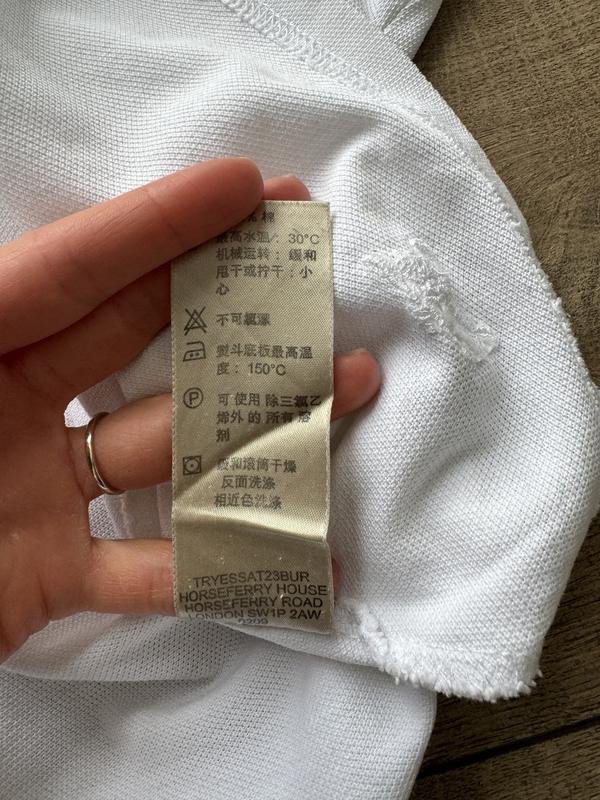 棉
最高水温： 30°C
机械运转： 緩和
甩干或拧干：小
心
不可氯漂
熨斗底板最高温
度： 150°C
P
可 使用 除三氯乙
烯外 的 所有 溶
剂
缓和滚筒干燥
反面洗涤
相近色洗涤
TRYESSAT23BUR
HORSEFERRY HOUSE
HORSEFERRY ROAD
LONDON SW1P 2AW